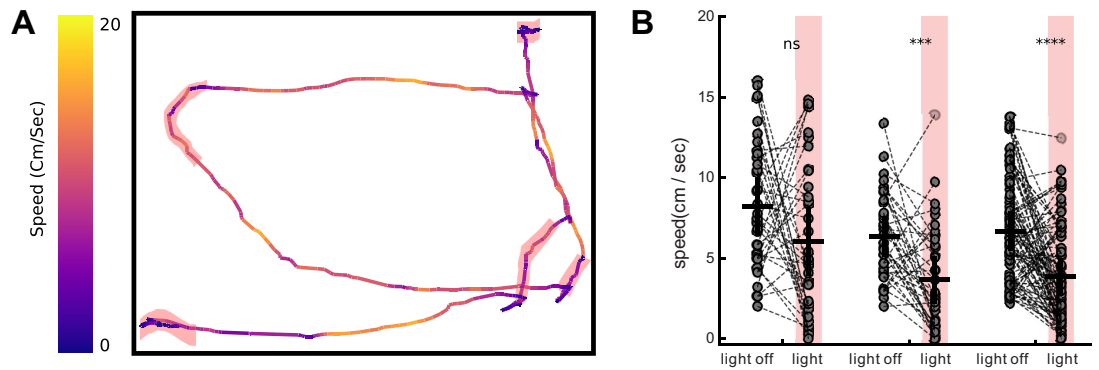 A
20
Speed (Cm/Sec)
0
B
speed(cm / sec)
20
15
10
5
0
ns
***
****
light off light light off light light off light